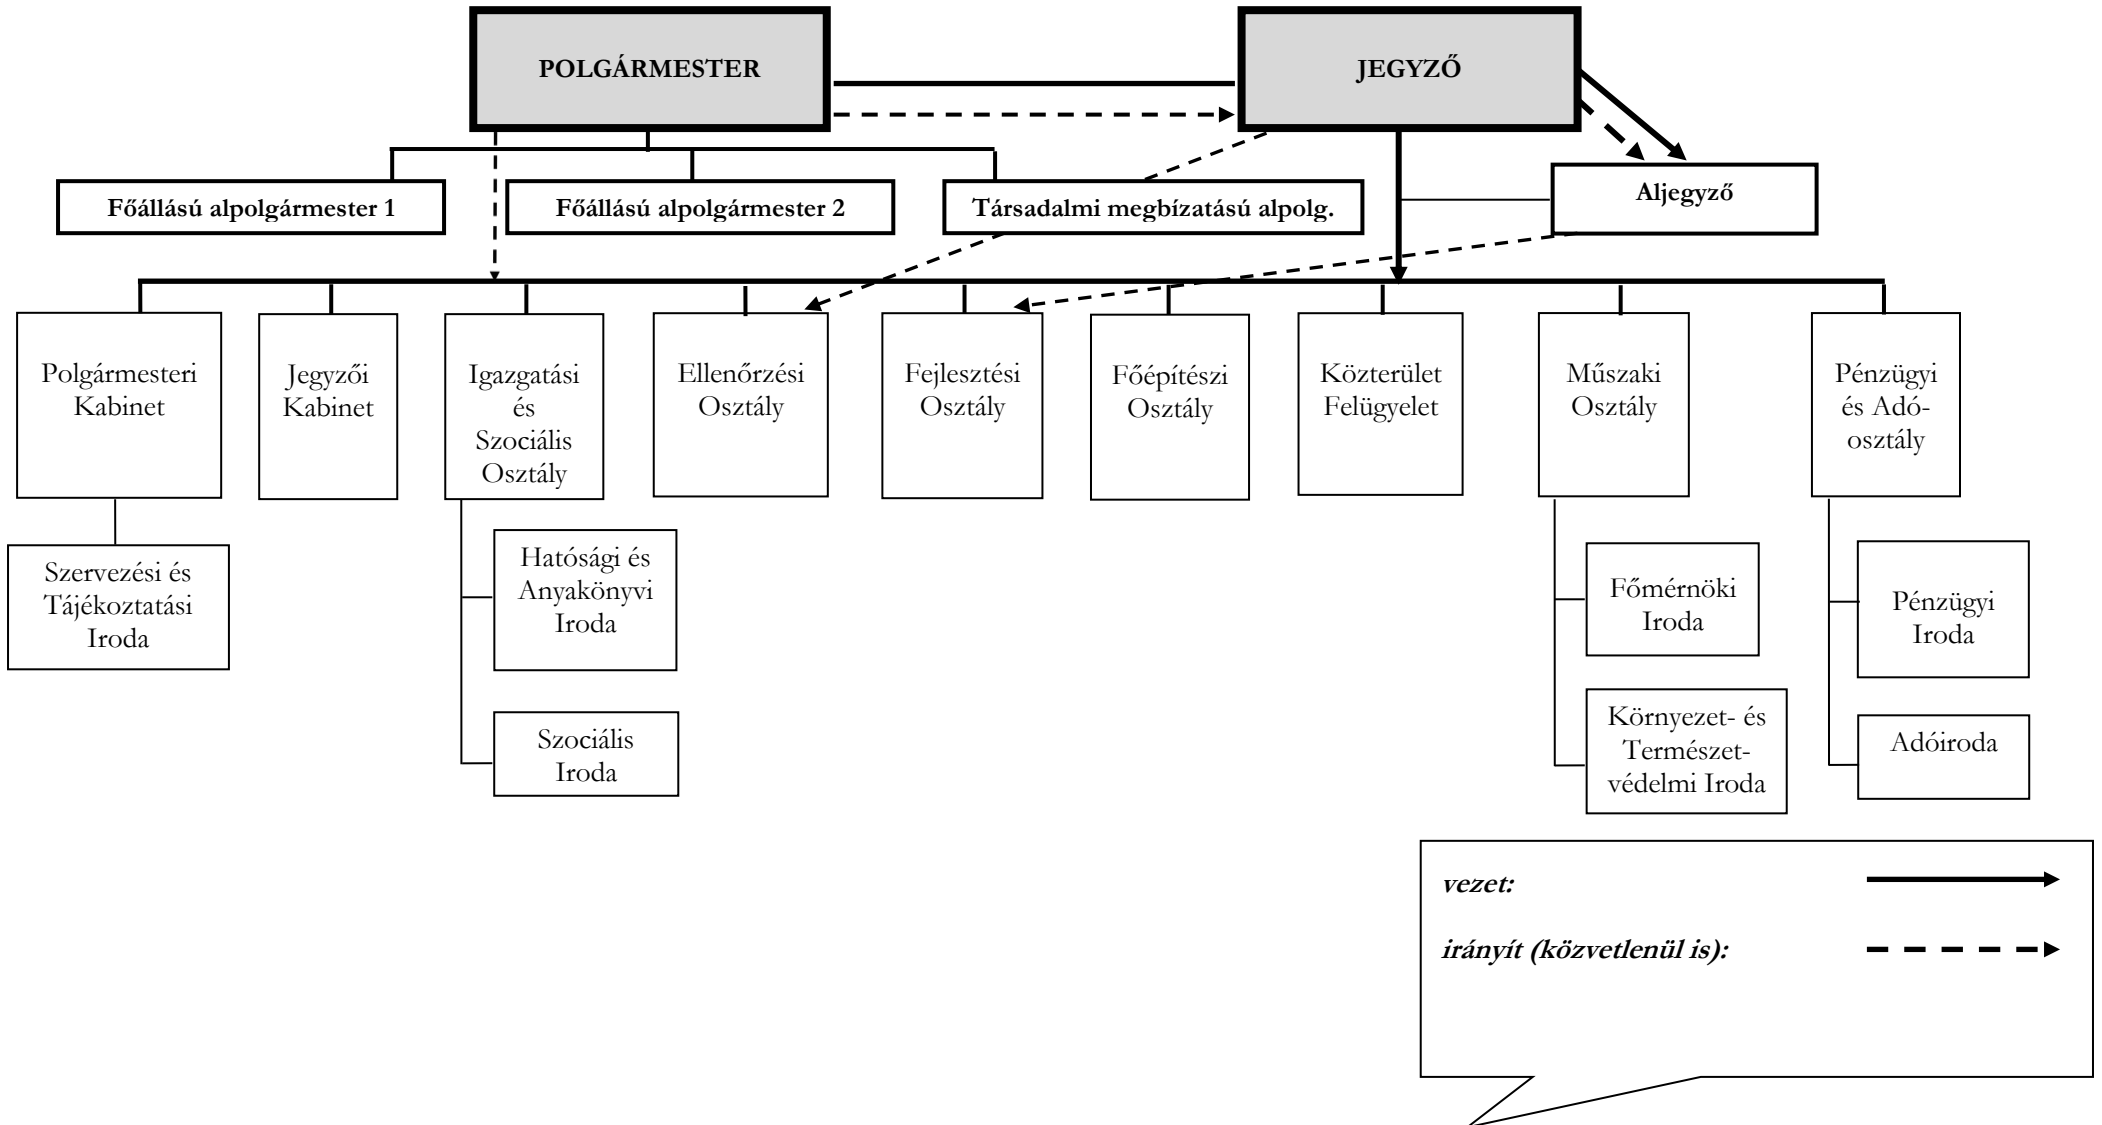 POLGÁRMESTER
JEGYZŐ
Főállású alpolgármester 1
Főállású alpolgármester 2
Társadalmi megbízatású alpolg.
Aljegyző
Polgármesteri
Kabinet
Jegyzői
Kabinet
Igazgatási
és
Szociális
Osztály
Ellenőrzési
Osztály
Fejlesztési
Osztály
Főépítészi
Osztály
Közterület
Felügyelet
Műszaki
Osztály
Pénzügyi
és Adó-
osztály
Szervezési és
Tájékoztatási
Iroda
Hatósági és
Anyakönyvi
Iroda
Szociális
Iroda
Főmérnöki
Iroda
Környezet- és
Természet-
védelmi Iroda
Pénzügyi
Iroda
Adóiroda
vezet:
irányít (közvetlenül is):